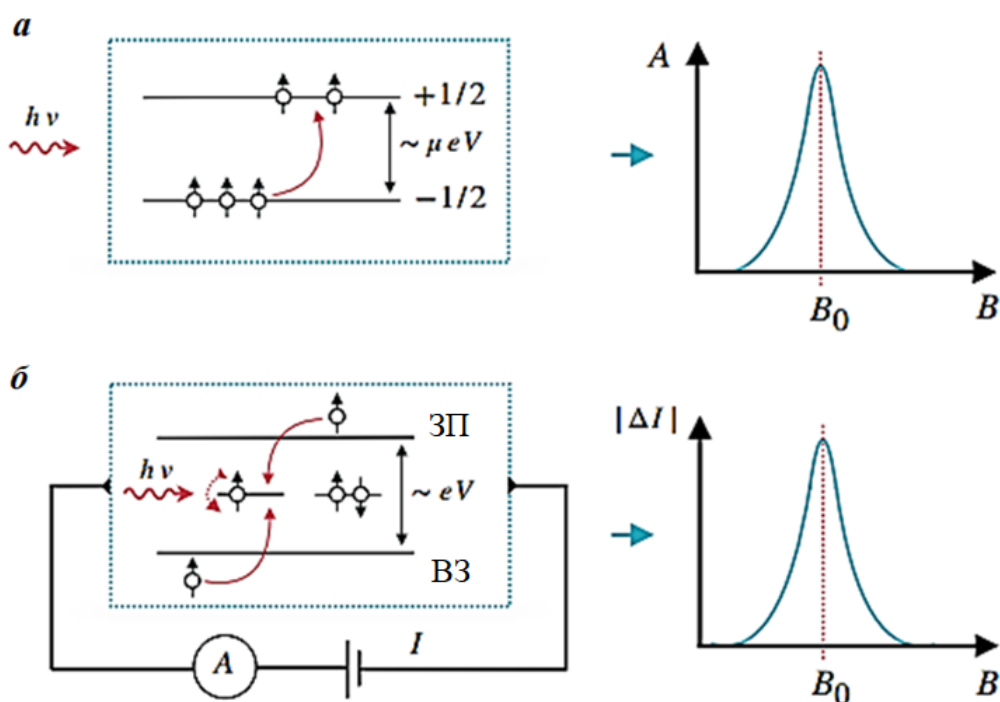 а
hν
+1/2
~ μeV
−1/2
A
B₀
B
б
hν
ЗП
~ eV
ВЗ
A
I
|ΔI|
B₀
B